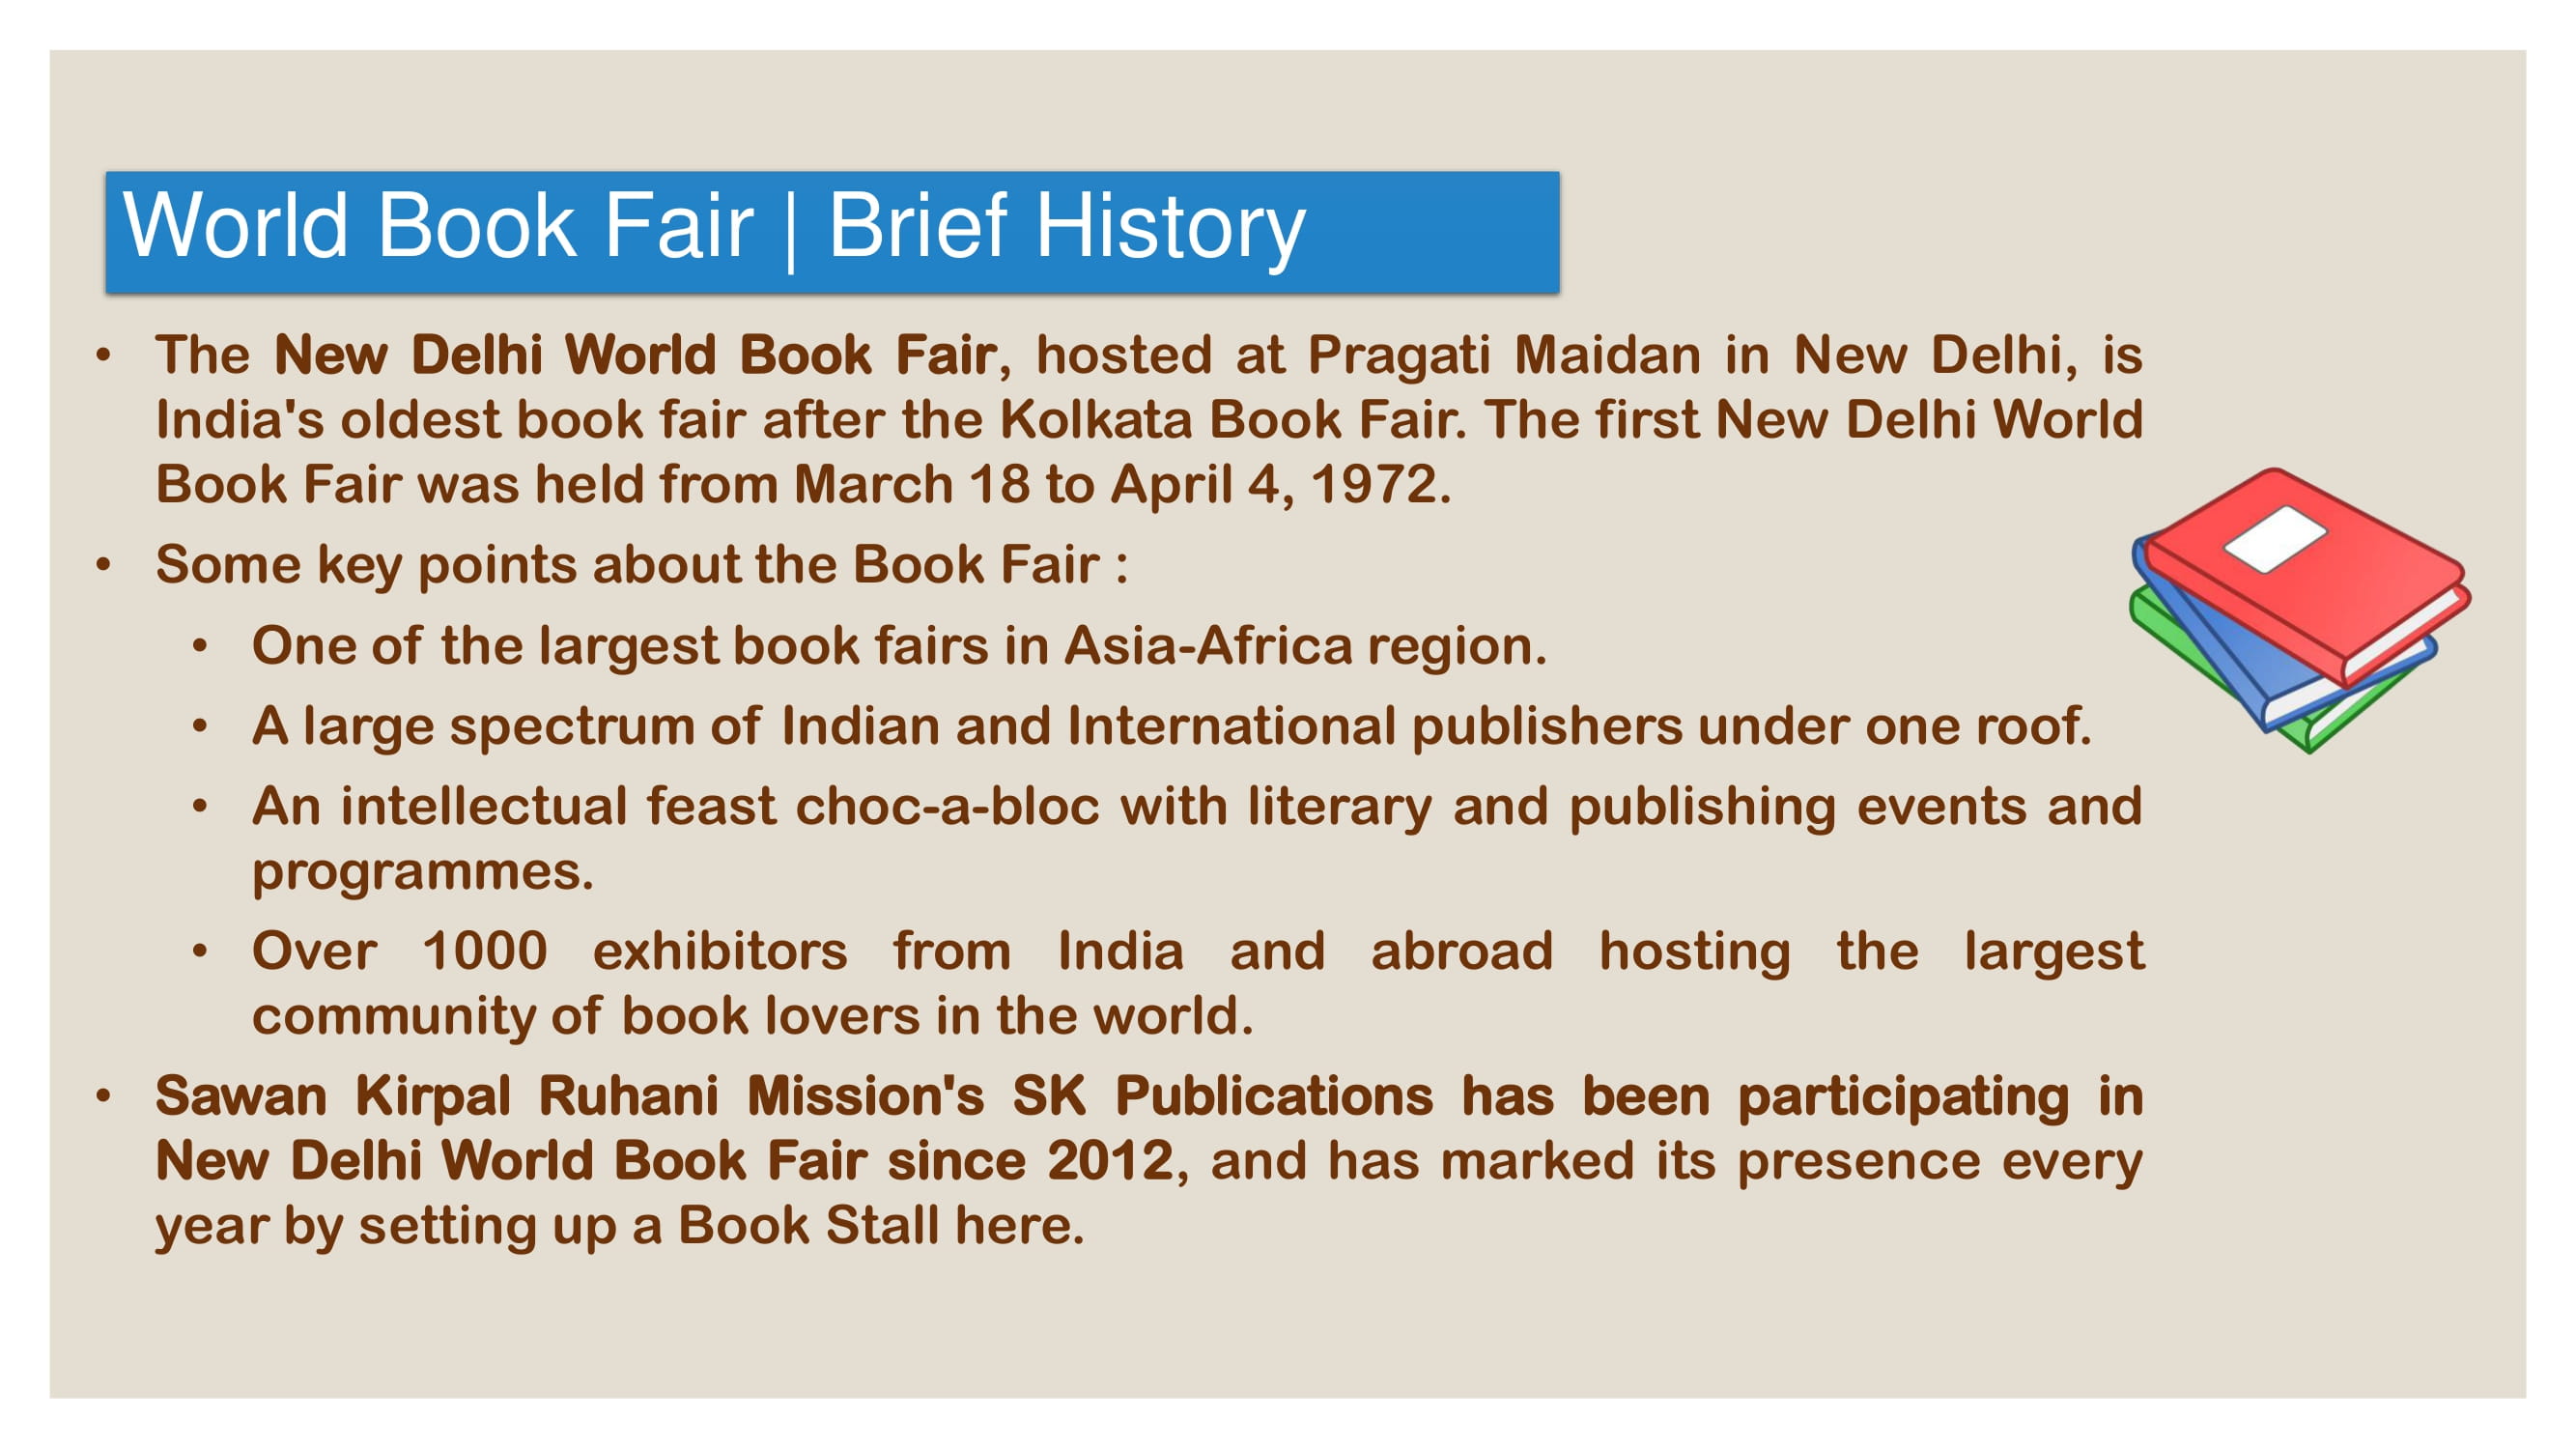 World Book Fair | Brief History
• The New Delhi World Book Fair, hosted at Pragati Maidan in New Delhi, is
India's oldest book fair after the Kolkata Book Fair. The first New Delhi World
Book Fair was held from March 18 to April 4, 1972.
• Some key points about the Book Fair :
• One of the largest book fairs in Asia-Africa region.
• A large spectrum of Indian and International publishers under one roof.
• An intellectual feast choc-a-bloc with literary and publishing events and
programmes.
• Over 1000 exhibitors from India and abroad hosting the largest
community of book lovers in the world.
• Sawan Kirpal Ruhani Mission's SK Publications has been participating in
New Delhi World Book Fair since 2012, and has marked its presence every
year by setting up a Book Stall here.